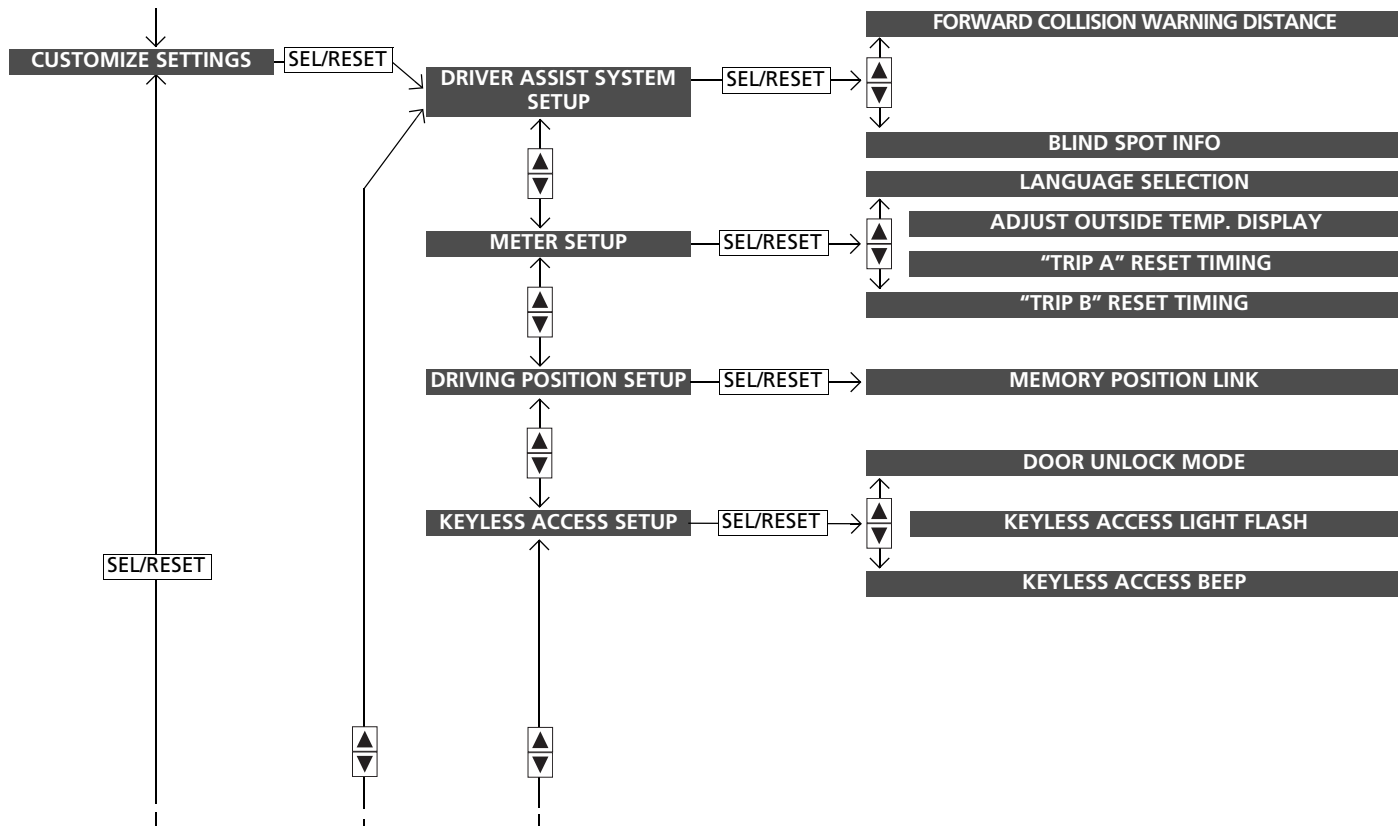 FORWARD COLLISION WARNING DISTANCE
CUSTOMIZE SETTINGS
SEL/RESET
DRIVER ASSIST SYSTEM
SETUP
SEL/RESET
BLIND SPOT INFO
LANGUAGE SELECTION
ADJUST OUTSIDE TEMP. DISPLAY
METER SETUP
SEL/RESET
“TRIP A” RESET TIMING
“TRIP B” RESET TIMING
DRIVING POSITION SETUP
SEL/RESET
MEMORY POSITION LINK
DOOR UNLOCK MODE
KEYLESS ACCESS SETUP
SEL/RESET
KEYLESS ACCESS LIGHT FLASH
SEL/RESET
KEYLESS ACCESS BEEP